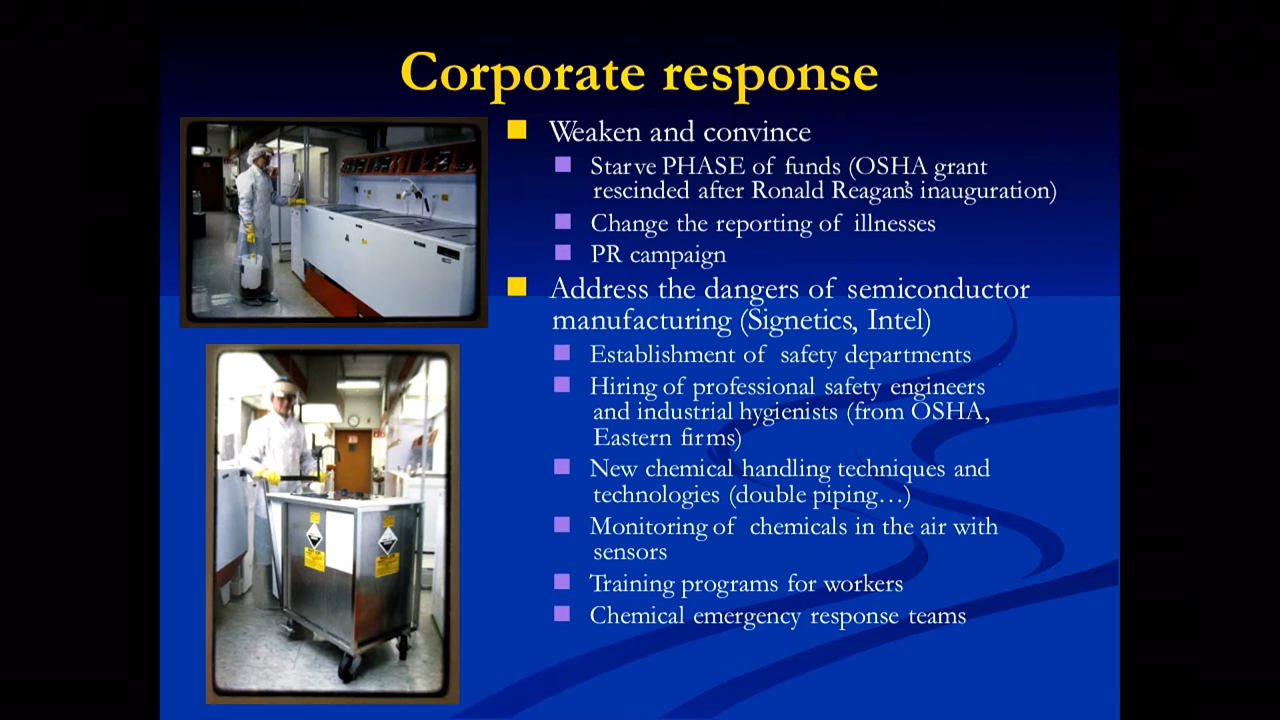 Corporate response
Weaken and convince
Starve PHASE of funds (OSHA grant
rescinded after Ronald Reagan's inauguration)
Change the reporting of illnesses
PR campaign
Address the dangers of semiconductor
manufacturing (Signetics, Intel)
Establishment of safety departments
Hiring of professional safety engineers
and industrial hygienists (from OSHA,
Eastern firms)
New chemical handling techniques and
technologies (double piping…)
Monitoring of chemicals in the air with
sensors
Training programs for workers
Chemical emergency response teams